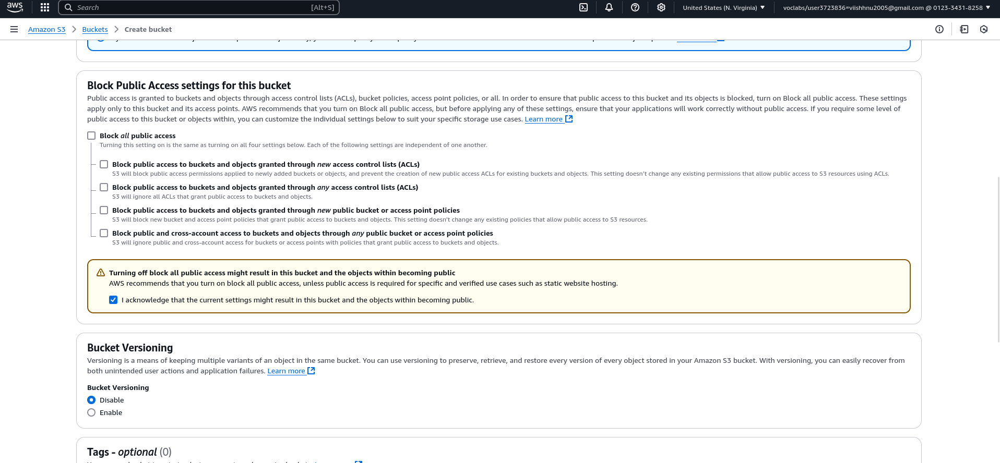 aws
Search [Alt+S]
United States (N. Virginia)
voclabs/user3723836=viishhnu2005@gmail.com @ 0123-3431-8258
Amazon S3 > Buckets > Create bucket
Block Public Access settings for this bucket
Public access is granted to buckets and objects through access control lists (ACLs), bucket policies, access point policies, or all. In order to ensure that public access to this bucket and its objects is blocked, turn on Block all public access. These settings
apply only to this bucket and its access points. AWS recommends that you turn on Block all public access, but before applying any of these settings, ensure that your applications will work correctly without public access. If you require some level of
public access to this bucket or objects within, you can customize the individual settings below to suit your specific storage use cases. Learn more
Block all public access
Turning this setting on is the same as turning on all four settings below. Each of the following settings are independent of one another.
Block public access to buckets and objects granted through new access control lists (ACLs)
S3 will block public access permissions applied to newly added buckets or objects, and prevent the creation of new public access ACLs for existing buckets and objects. This setting doesn't change any existing permissions that allow public access to S3 resources using ACLs.
Block public access to buckets and objects granted through any access control lists (ACLs)
S3 will ignore all ACLs that grant public access to buckets and objects.
Block public access to buckets and objects granted through new public bucket or access point policies
S3 will block new bucket and access point policies that grant public access to buckets and objects. This setting doesn't change any existing policies that allow public access to S3 resources.
Block public and cross-account access to buckets and objects through any public bucket or access point policies
S3 will ignore public and cross-account access for buckets or access points with policies that grant public access to buckets and objects.
Turning off block all public access might result in this bucket and the objects within becoming public
AWS recommends that you turn on block all public access, unless public access is required for specific and verified use cases such as static website hosting.
I acknowledge that the current settings might result in this bucket and the objects within becoming public.
Bucket Versioning
Versioning is a means of keeping multiple variants of an object in the same bucket. You can use versioning to preserve, retrieve, and restore every version of every object stored in your Amazon S3 bucket. With versioning, you can easily recover from
both unintended user actions and application failures. Learn more
Bucket Versioning
Disable
Enable
Tags - optional (0)